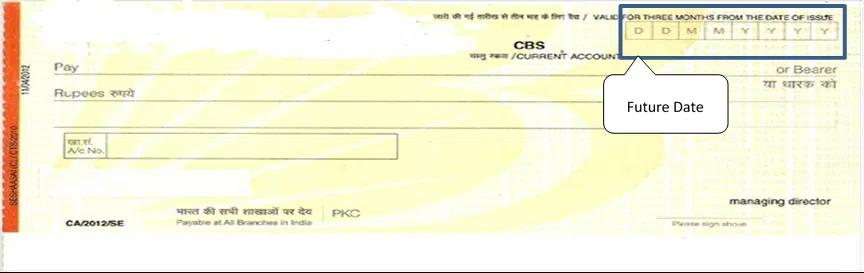 जारी की गई तारीख से तीन माह के लिए वैध / VALID FOR THREE MONTHS FROM THE DATE OF ISSUE
D D M M Y Y Y Y
CBS
चालु खाता /CURRENT ACCOUNT
Pay
or Bearer
या धारक को
Rupees रुपये
Future Date
खा.सं.
A/c No.
11/04/2012
SESHAASAI(C) / CTS-2010
managing director
भारत की सभी शाखाओं पर देय
PKC
CA/2012/SE
Payable at All Branches in India
Please sign above